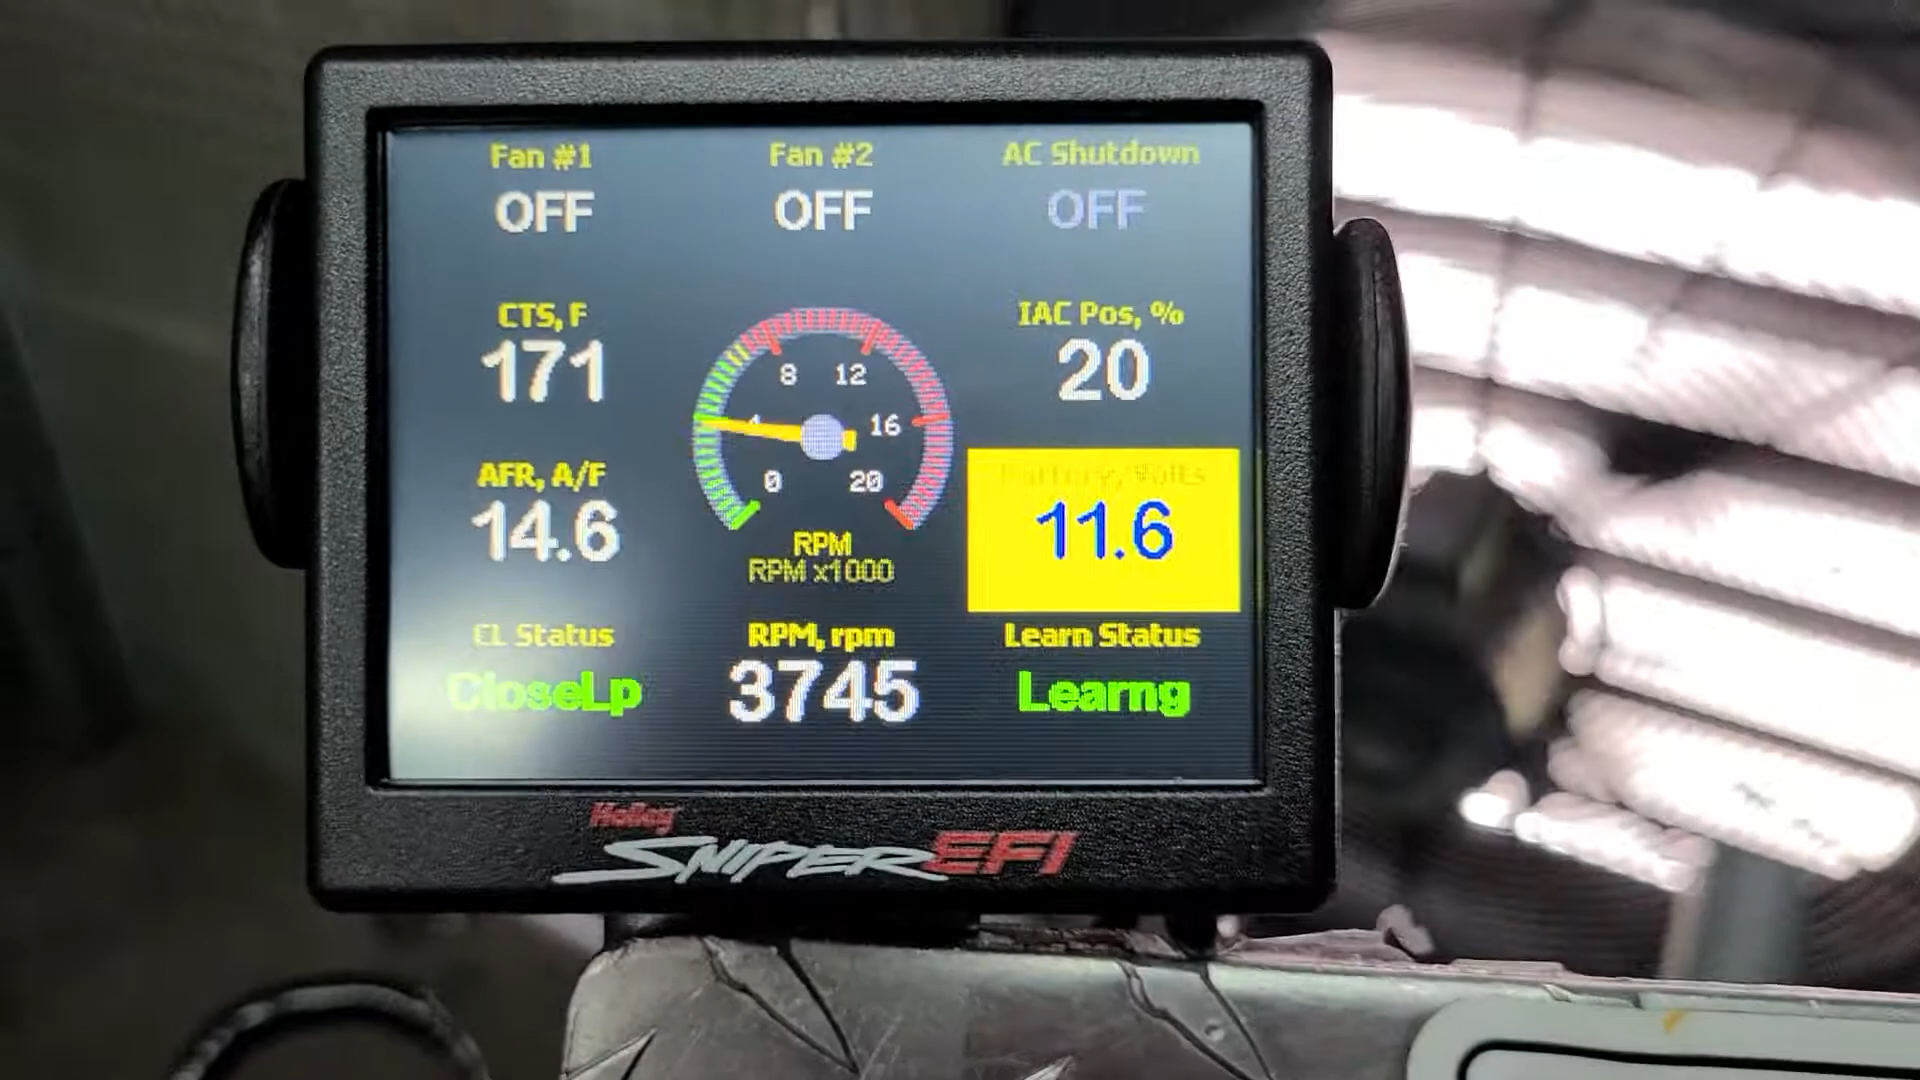 Fan #1 Fan #2 AC Shutdown
OFF OFF OFF
CTS, F IAC Pos, %
171 20
8 12
4 16
0 20
AFR, A/F Battery, Volts
14.6 11.6
RPM
RPM x1000
CL Status RPM, rpm Learn Status
CloseLp 3745 Learng
Holley
SNIPER EFI